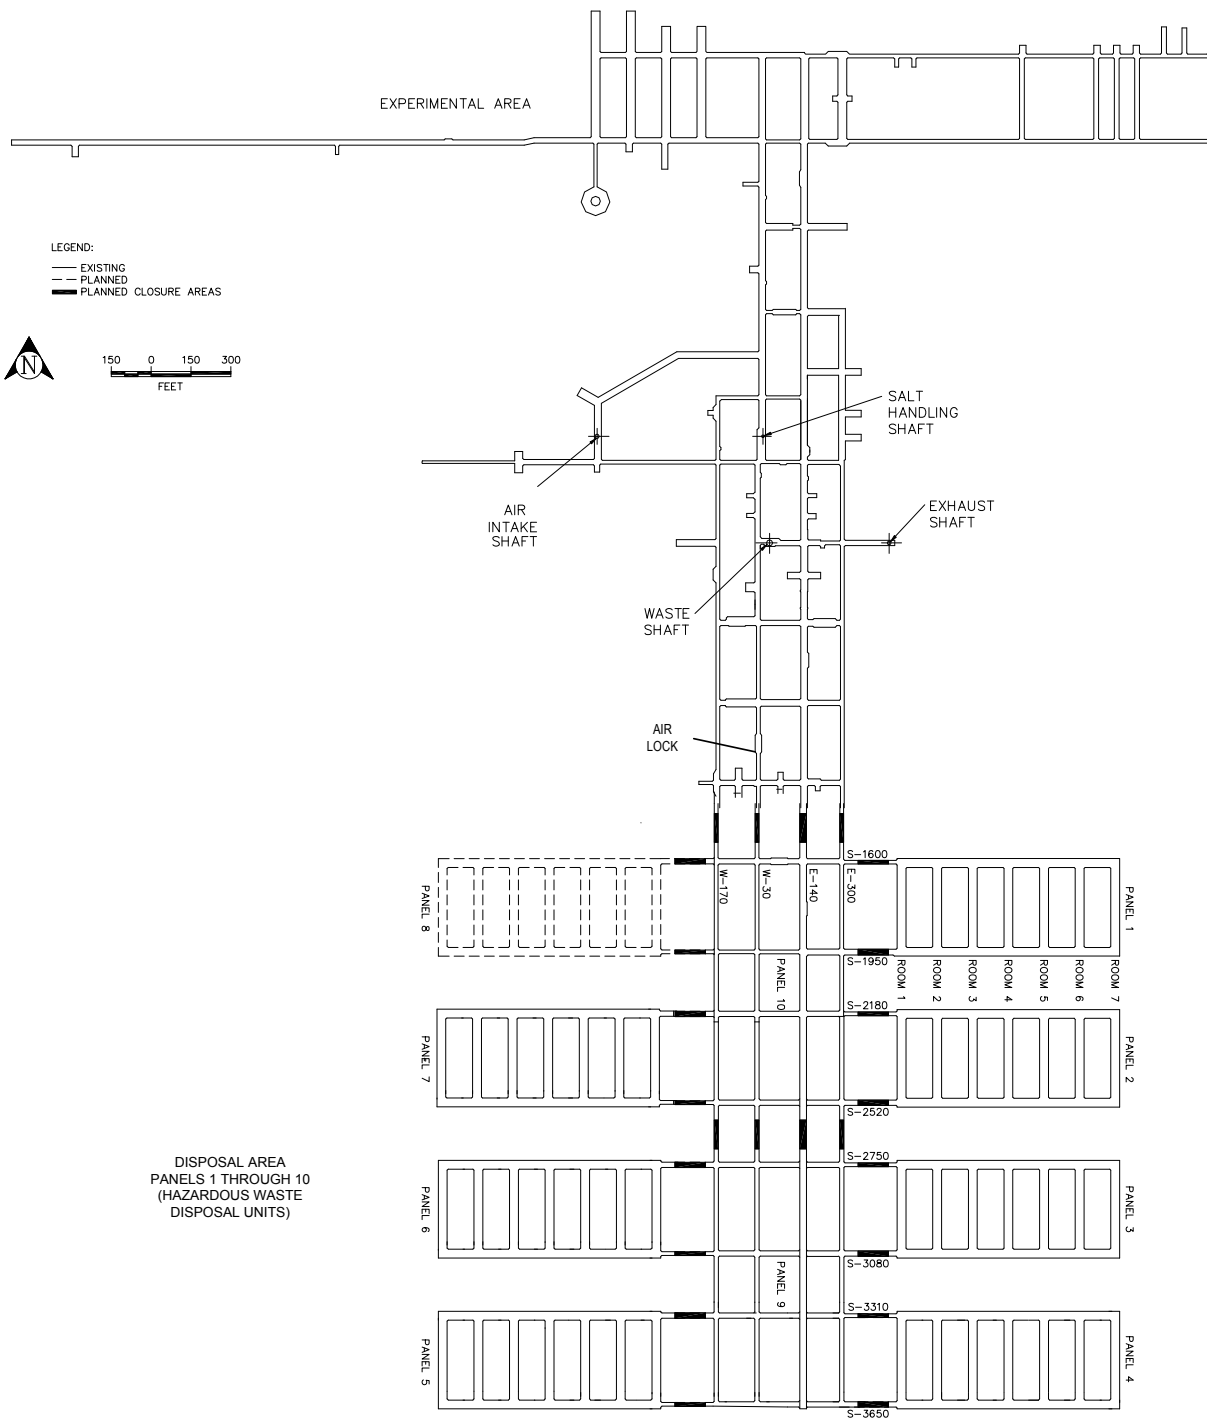 EXPERIMENTAL AREA
LEGEND:
EXISTING
PLANNED
PLANNED CLOSURE AREAS
N
150 0 150 300
FEET
SALT
HANDLING
SHAFT
AIR
INTAKE
SHAFT
EXHAUST
SHAFT
WASTE
SHAFT
AIR
LOCK
S-1600
W-170
W-30
E-140
E-300
PANEL 8
PANEL 1
S-1950
ROOM 1
ROOM 2
ROOM 3
ROOM 4
ROOM 5
ROOM 6
ROOM 7
PANEL 10
S-2180
PANEL 7
PANEL 2
S-2520
S-2750
DISPOSAL AREA
PANELS 1 THROUGH 10
(HAZARDOUS WASTE
DISPOSAL UNITS)
PANEL 6
PANEL 3
S-3080
PANEL 9
S-3310
PANEL 5
PANEL 4
S-3650